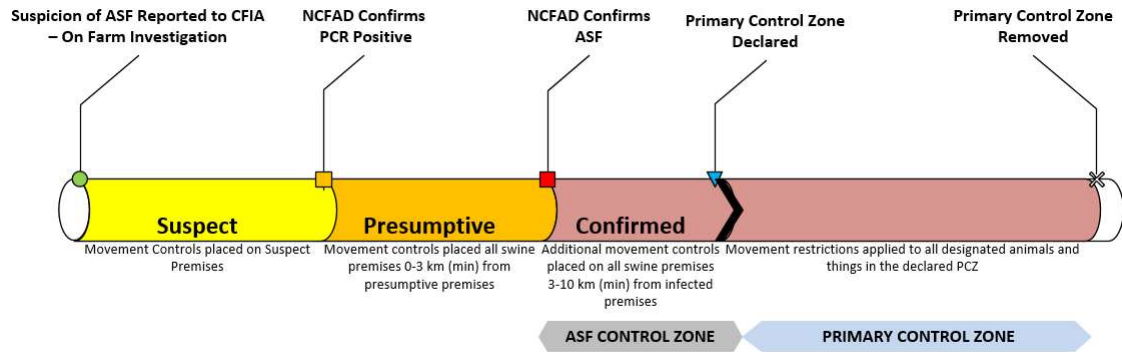 Suspicion of ASF Reported to CFIA
– On Farm Investigation
NCFAD Confirms
PCR Positive
NCFAD Confirms
ASF
Primary Control Zone
Declared
Primary Control Zone
Removed
Suspect
Presumptive
Confirmed
Movement Controls placed on Suspect
Premises
Movement controls placed all swine
premises 0-3 km (min) from
presumptive premises
Additional movement controls
placed on all swine premises
3-10 km (min) from infected
premises
Movement restrictions applied to all designated animals and
things in the declared PCZ
ASF CONTROL ZONE
PRIMARY CONTROL ZONE